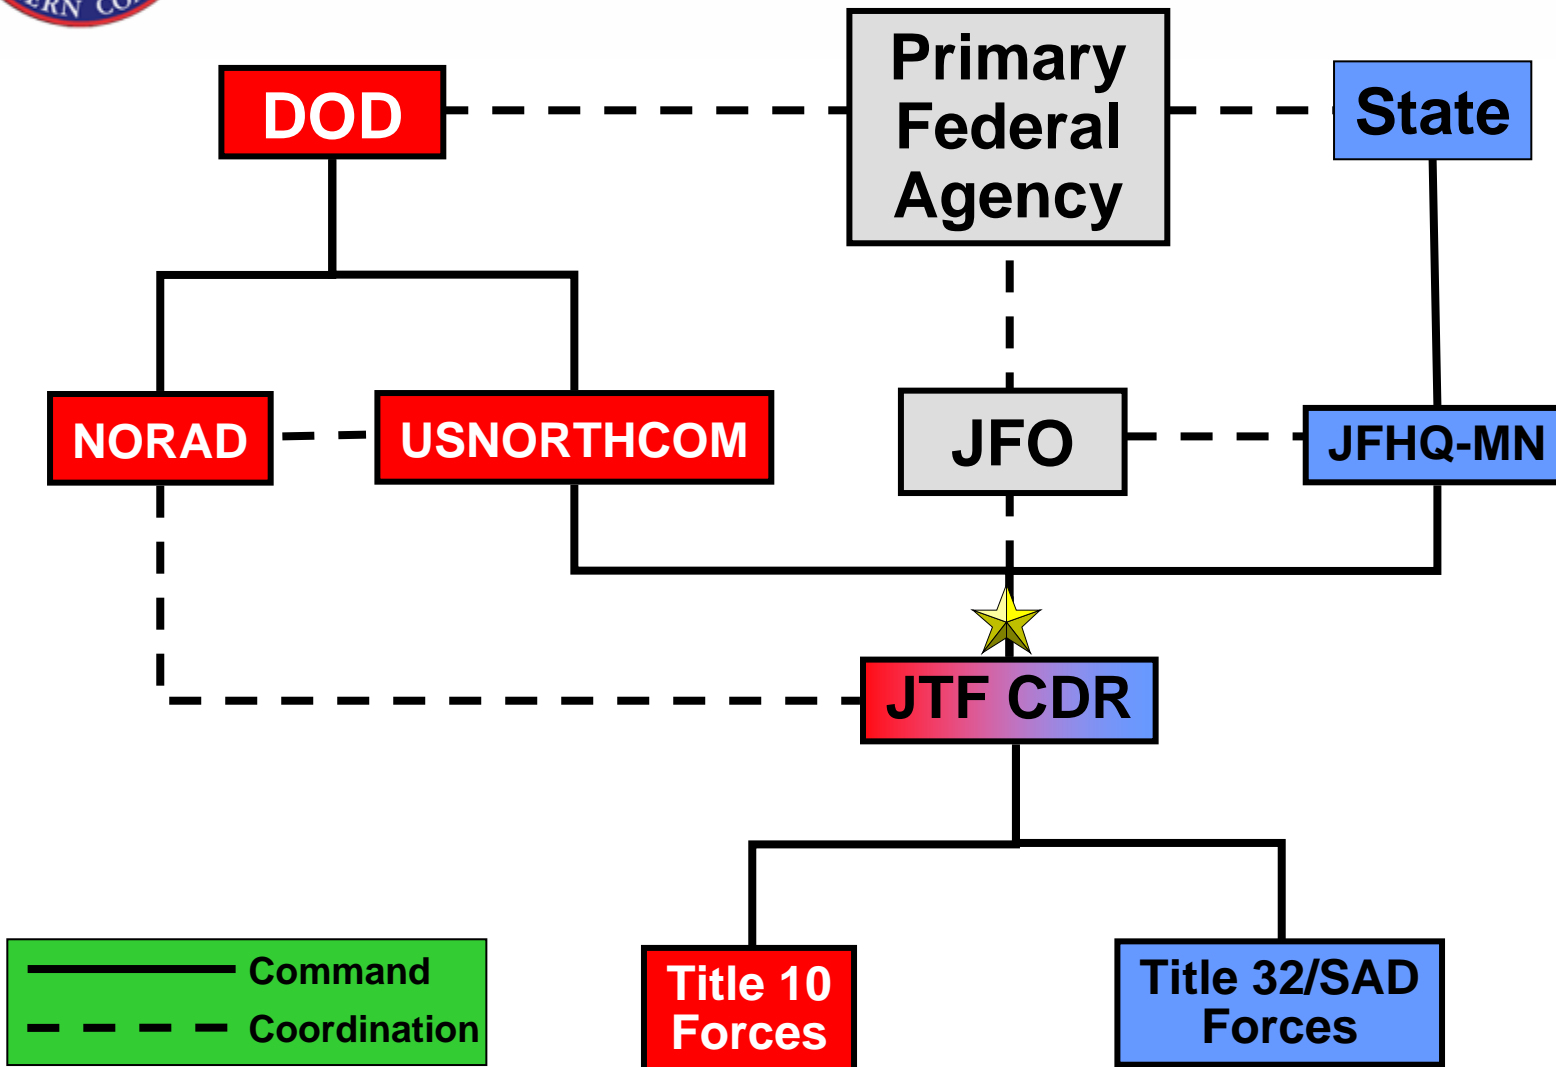 Primary
Federal
Agency
DOD
State
NORAD
USNORTHCOM
JFO
JFHQ-MN
JTF CDR
Command
Coordination
Title 10
Forces
Title 32/SAD
Forces